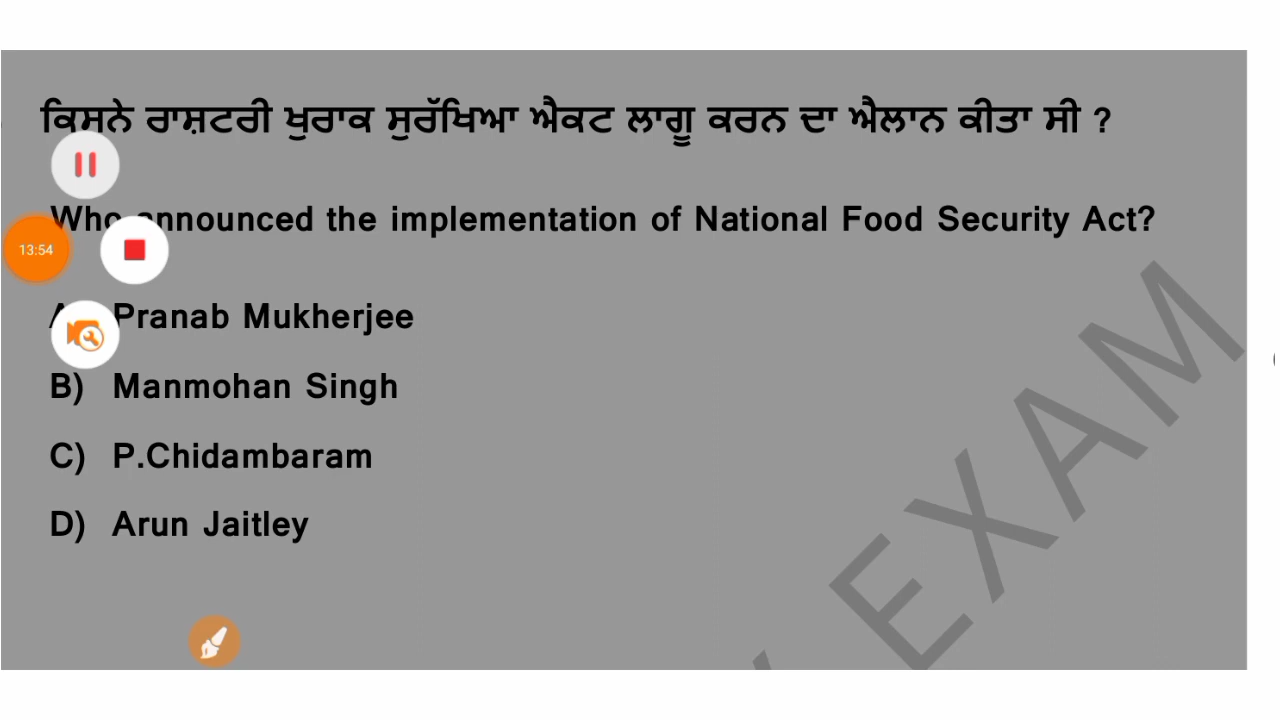 ਕਿਸਨੇ ਰਾਸ਼ਟਰੀ ਖੁਰਾਕ ਸੁਰੱਖਿਆ ਐਕਟ ਲਾਗੂ ਕਰਨ ਦਾ ਐਲਾਨ ਕੀਤਾ ਸੀ ?
Who announced the implementation of National Food Security Act?
13:54
Pranab Mukherjee
B) Manmohan Singh
C) P.Chidambaram
D) Arun Jaitley
EXAM